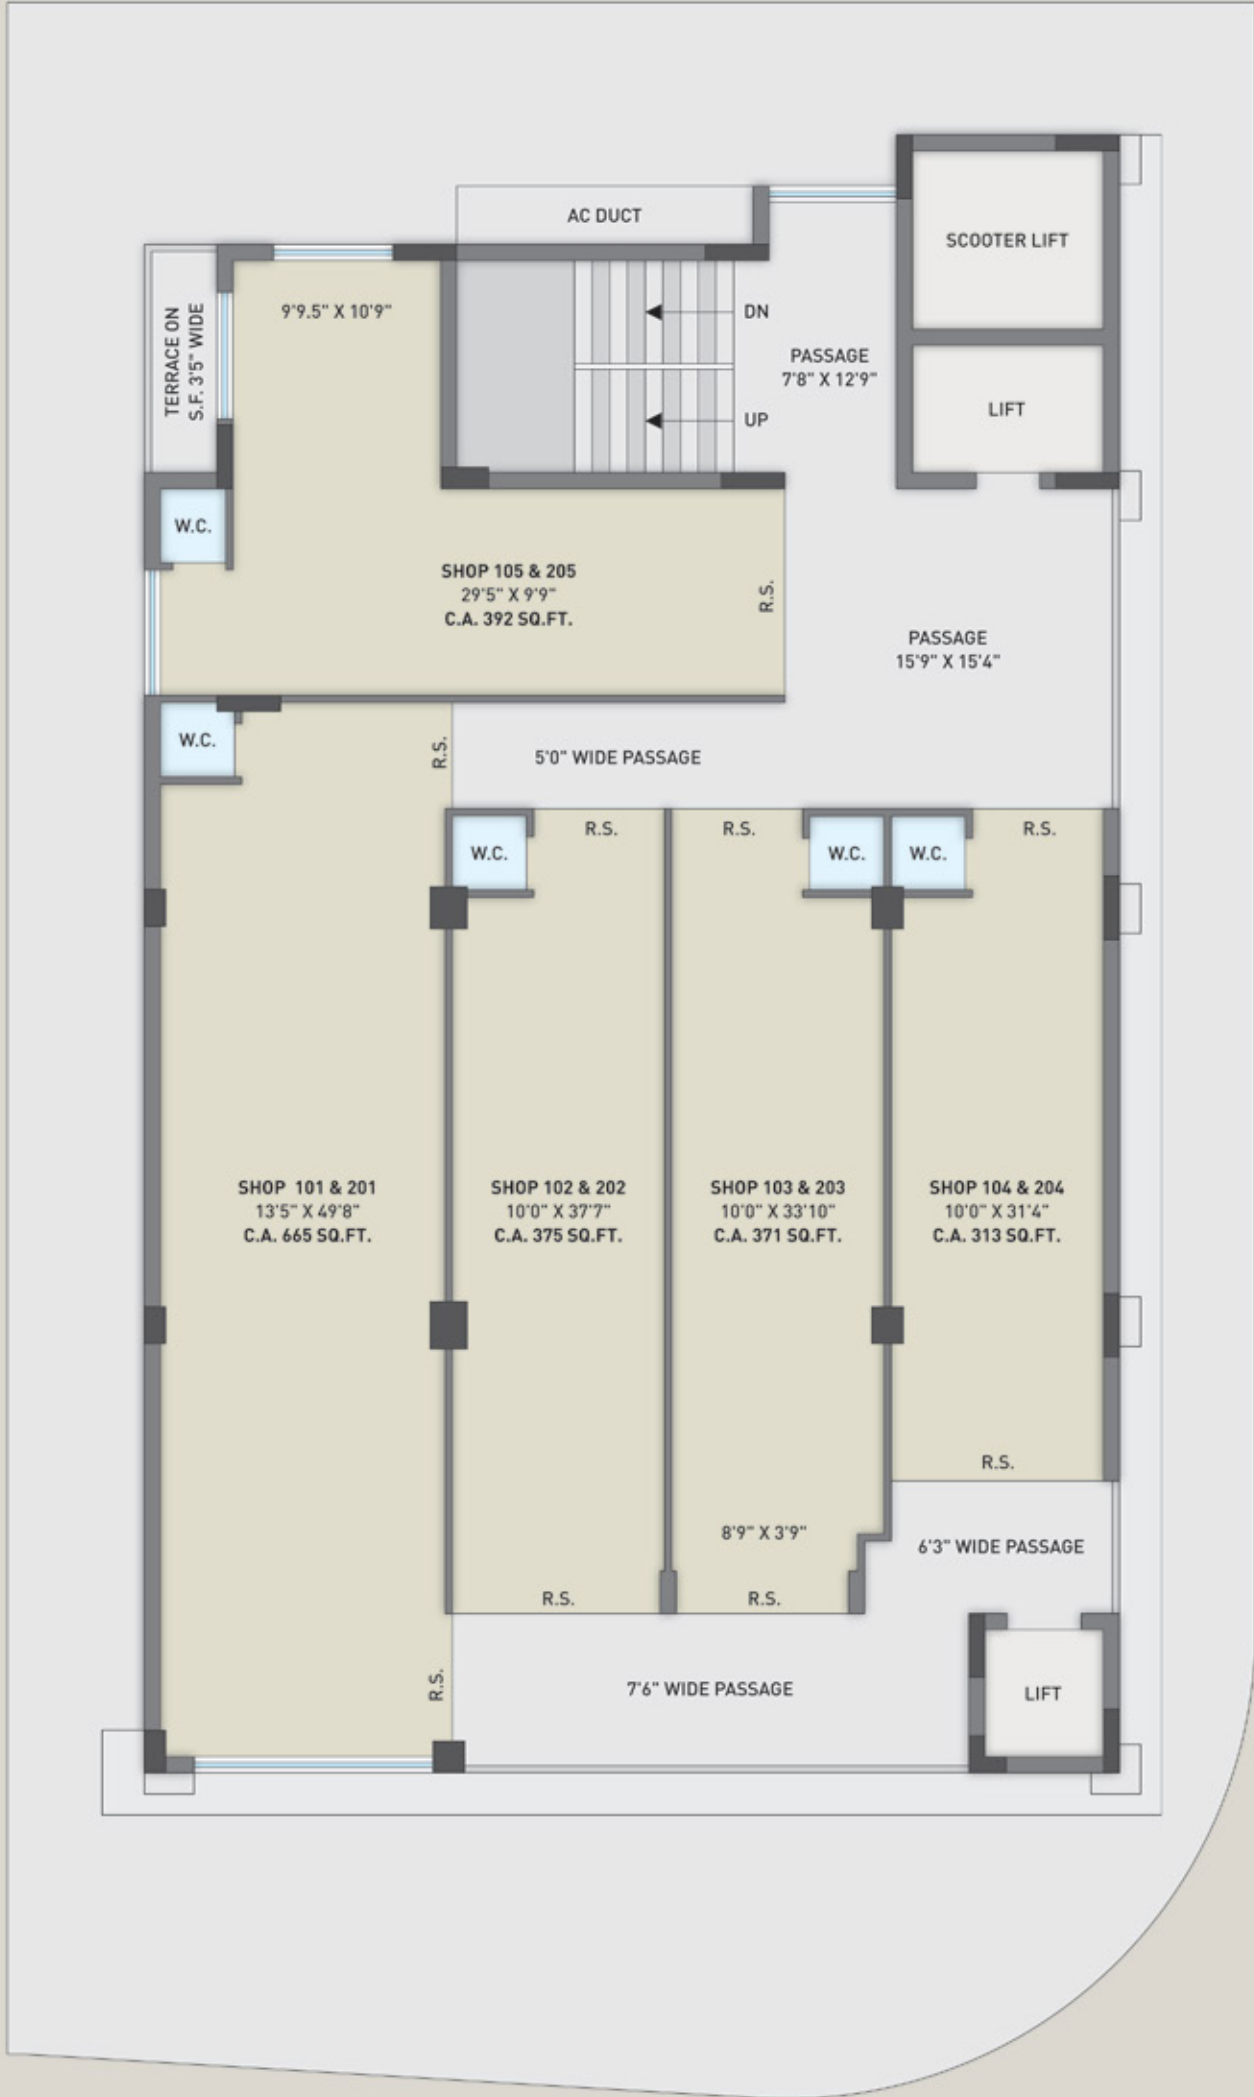 AC DUCT
SCOOTER LIFT
TERRACE ON
S.F. 3'5" WIDE
9'9.5" X 10'9"
DN
PASSAGE
7'8" X 12'9"
UP
LIFT
W.C.
SHOP 105 & 205
29'5" X 9'9"
C.A. 392 SQ.FT.
R.S.
PASSAGE
15'9" X 15'4"
W.C.
R.S.
5'0" WIDE PASSAGE
W.C.
R.S.
R.S.
W.C.
W.C.
R.S.
SHOP 101 & 201
13'5" X 49'8"
C.A. 665 SQ.FT.
SHOP 102 & 202
10'0" X 37'7"
C.A. 375 SQ.FT.
SHOP 103 & 203
10'0" X 33'10"
C.A. 371 SQ.FT.
SHOP 104 & 204
10'0" X 31'4"
C.A. 313 SQ.FT.
R.S.
8'9" X 3'9"
6'3" WIDE PASSAGE
R.S.
R.S.
R.S.
7'6" WIDE PASSAGE
LIFT